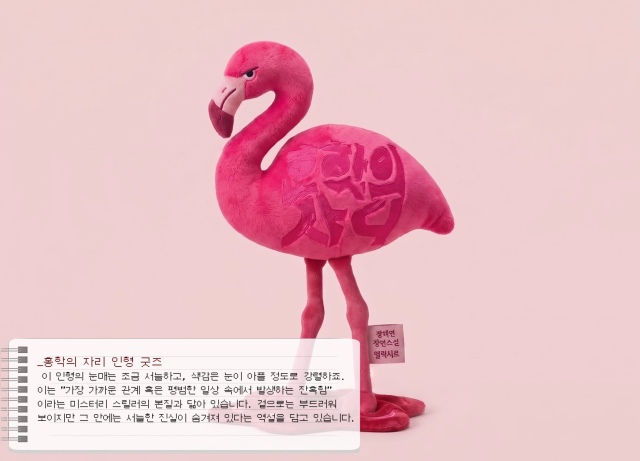 홍학의 자리
정해연
장편소설
엘릭시르
_홍학의 자리 인형 굿즈
이 인형의 눈매는 조금 서늘하고, 색감은 눈이 아플 정도로 강렬하죠.
이는 "가장 가까운 관계 혹은 평범한 일상 속에서 발생하는 잔혹함"
이라는 미스터리 스릴러의 본질과 닮아 있습니다. 겉으로는 부드러워
보이지만 그 안에는 서늘한 진실이 숨겨져 있다는 역설을 담고 있습니다.